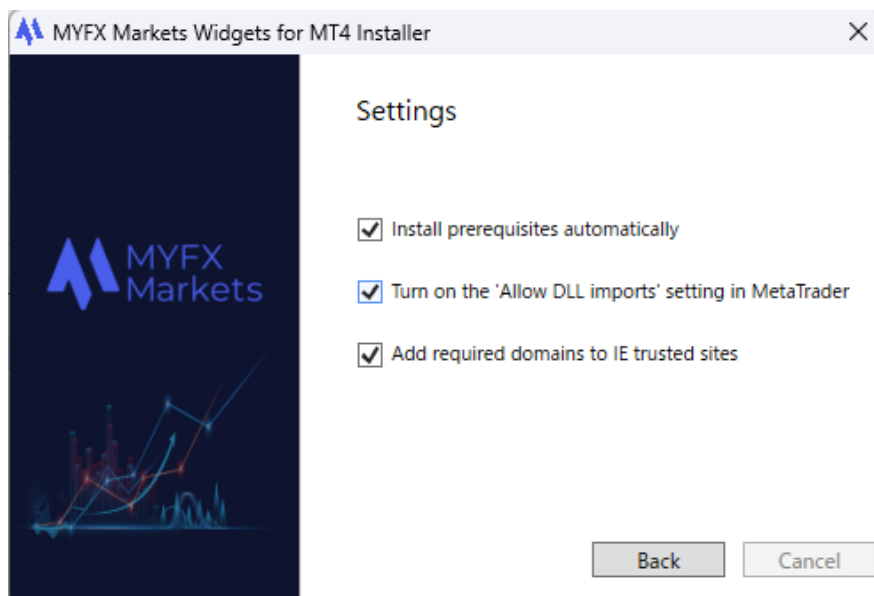 MYFX Markets Widgets for MT4 Installer
Settings
Install prerequisites automatically
MYFX
Markets
Turn on the 'Allow DLL imports' setting in MetaTrader
Add required domains to IE trusted sites
Back
Cancel